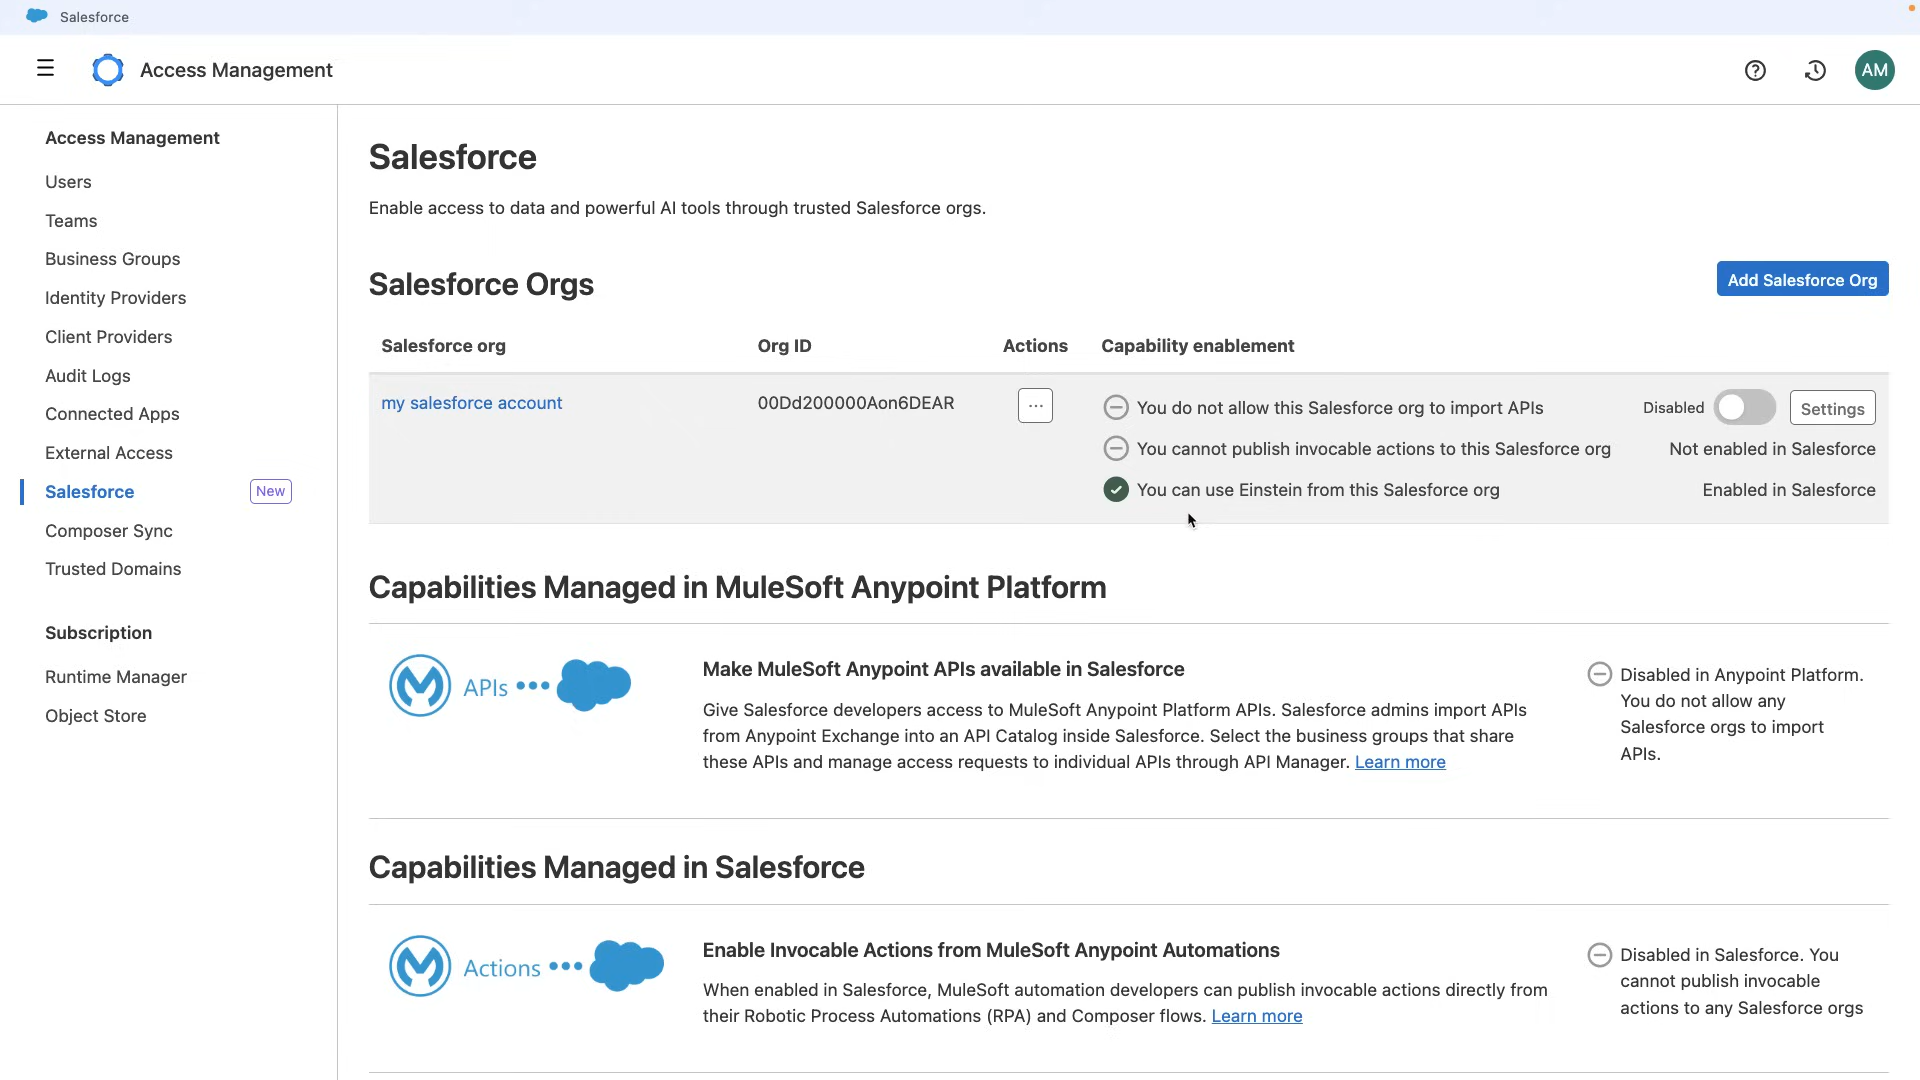 Salesforce
Access Management
AM
Access Management
Users
Teams
Business Groups
Identity Providers
Client Providers
Audit Logs
Connected Apps
External Access
Salesforce New
Composer Sync
Trusted Domains
Subscription
Runtime Manager
Object Store
Salesforce
Enable access to data and powerful AI tools through trusted Salesforce orgs.
Salesforce Orgs
Add Salesforce Org
Salesforce org Org ID Actions Capability enablement
my salesforce account 00Dd200000Aon6DEAR ... You do not allow this Salesforce org to import APIs Disabled Settings
You cannot publish invocable actions to this Salesforce org Not enabled in Salesforce
You can use Einstein from this Salesforce org Enabled in Salesforce
Capabilities Managed in MuleSoft Anypoint Platform
APIs
Make MuleSoft Anypoint APIs available in Salesforce
Give Salesforce developers access to MuleSoft Anypoint Platform APIs. Salesforce admins import APIs
from Anypoint Exchange into an API Catalog inside Salesforce. Select the business groups that share
these APIs and manage access requests to individual APIs through API Manager. Learn more
Disabled in Anypoint Platform.
You do not allow any
Salesforce orgs to import
APIs.
Capabilities Managed in Salesforce
Actions
Enable Invocable Actions from MuleSoft Anypoint Automations
When enabled in Salesforce, MuleSoft automation developers can publish invocable actions directly from
their Robotic Process Automations (RPA) and Composer flows. Learn more
Disabled in Salesforce. You
cannot publish invocable
actions to any Salesforce orgs